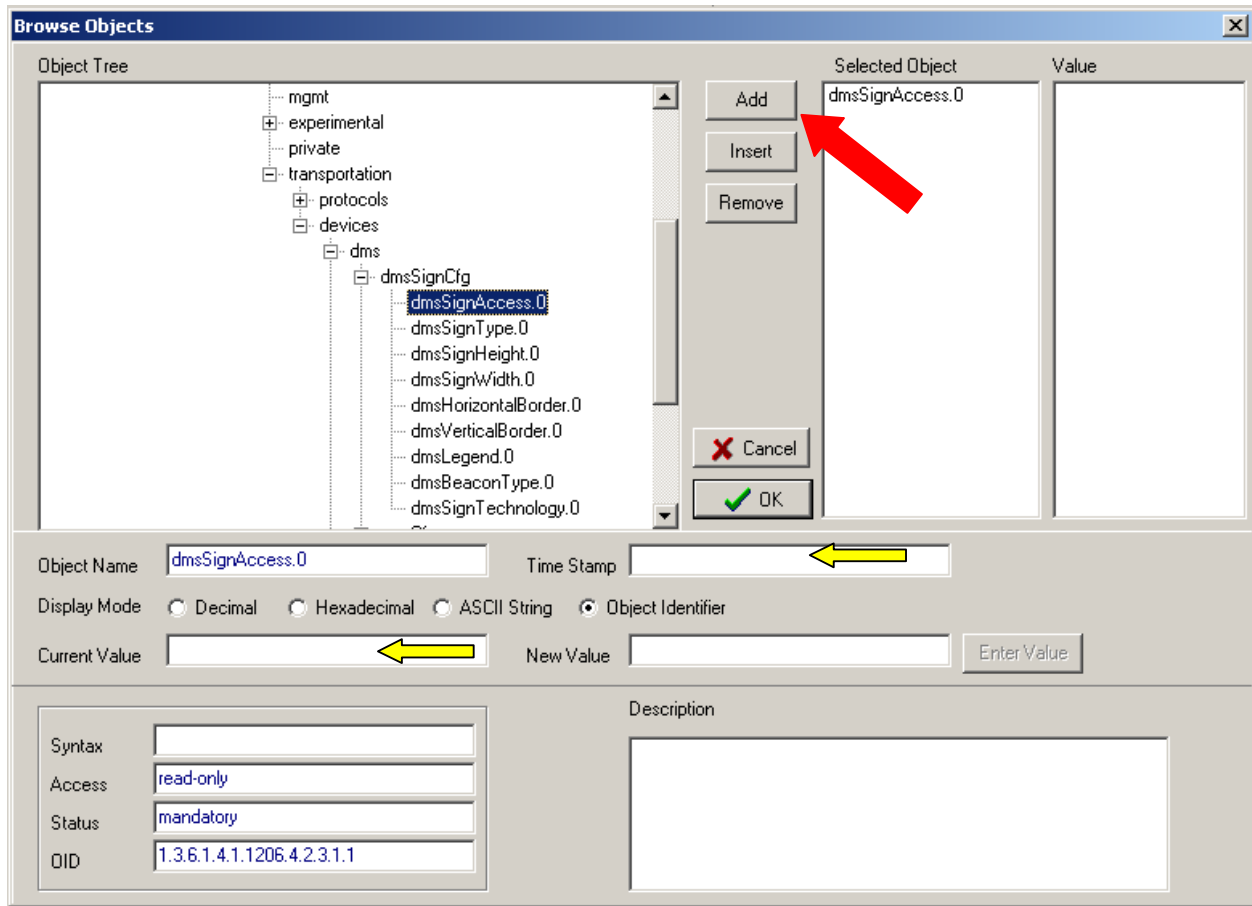 Browse Objects
Object Tree
Selected Object
Value
mgmt
experimental
private
transportation
protocols
devices
dms
dmsSignCfg
dmsSignAccess.0
dmsSignType.0
dmsSignHeight.0
dmsSignWidth.0
dmsHorizontalBorder.0
dmsVerticalBorder.0
dmsLegend.0
dmsBeaconType.0
dmsSignTechnology.0
Add
Insert
Remove
Cancel
OK
dmsSignAccess.0
Object Name dmsSignAccess.0 Time Stamp
Display Mode Decimal Hexadecimal ASCII String Object Identifier
Current Value New Value Enter Value
Syntax
Access read-only
Status mandatory
OID 1.3.6.1.4.1.1206.4.2.3.1.1
Description